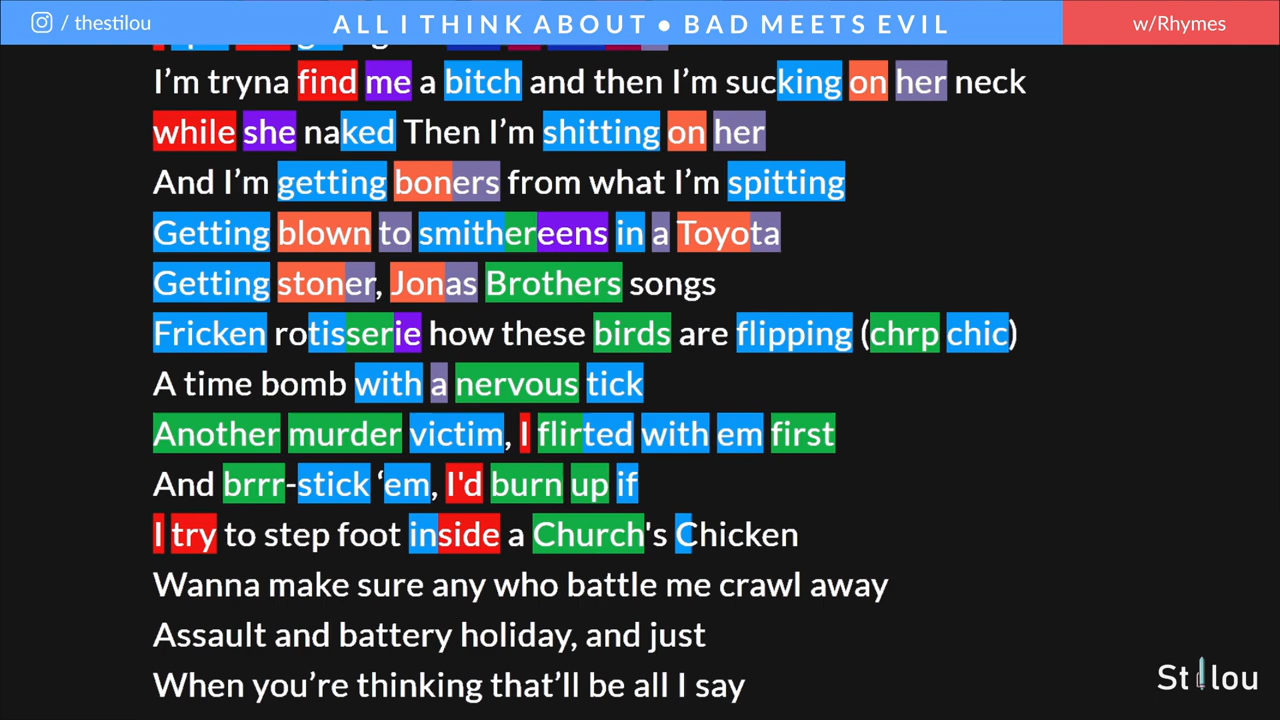 / thestilou
ALL I THINK ABOUT • BAD MEETS EVIL
w/Rhymes
I'm tryna find me a bitch and then I'm sucking on her neck
while she naked Then I'm shitting on her
And I'm getting boners from what I'm spitting
Getting blown to smithereens in a Toyota
Getting stoner, Jonas Brothers songs
Fricken rotisserie how these birds are flipping (chrp chic)
A time bomb with a nervous tick
Another murder victim, I flirted with em first
And brrr-stick ‘em, I'd burn up if
I try to step foot inside a Church's Chicken
Wanna make sure any who battle me crawl away
Assault and battery holiday, and just
When you’re thinking that’ll be all I say
Stilou